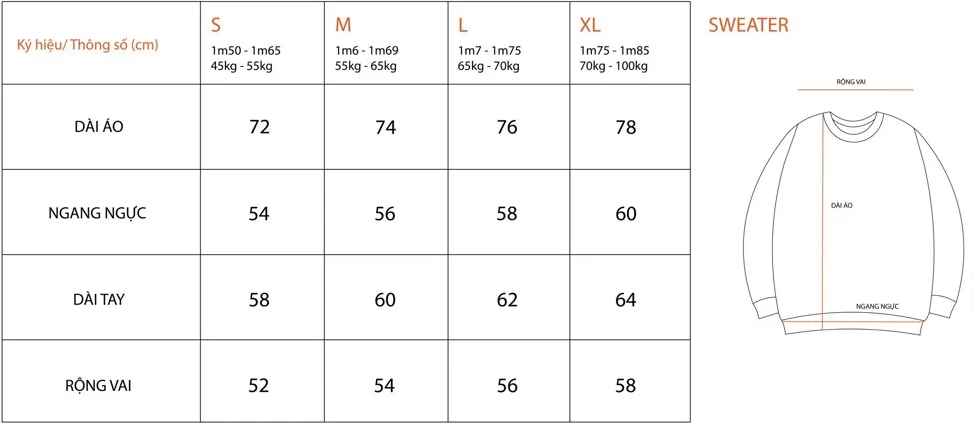 Ký hiệu/ Thông số (cm)
S
1m50 - 1m65
45kg - 55kg
M
1m6 - 1m69
55kg - 65kg
L
1m7 - 1m75
65kg - 70kg
XL
1m75 - 1m85
70kg - 100kg
DÀI ÁO 72 74 76 78
NGANG NGỰC 54 56 58 60
DÀI TAY 58 60 62 64
RỘNG VAI 52 54 56 58
SWEATER
RỘNG VAI
DÀI ÁO
NGANG NGỰC